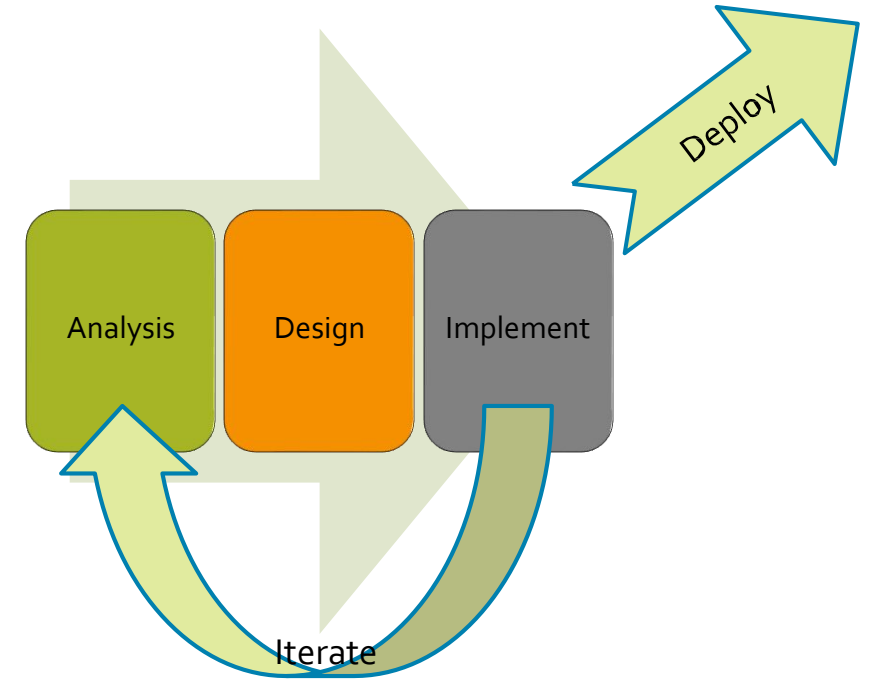 Deploy
Analysis
Design
Implement
Iterate